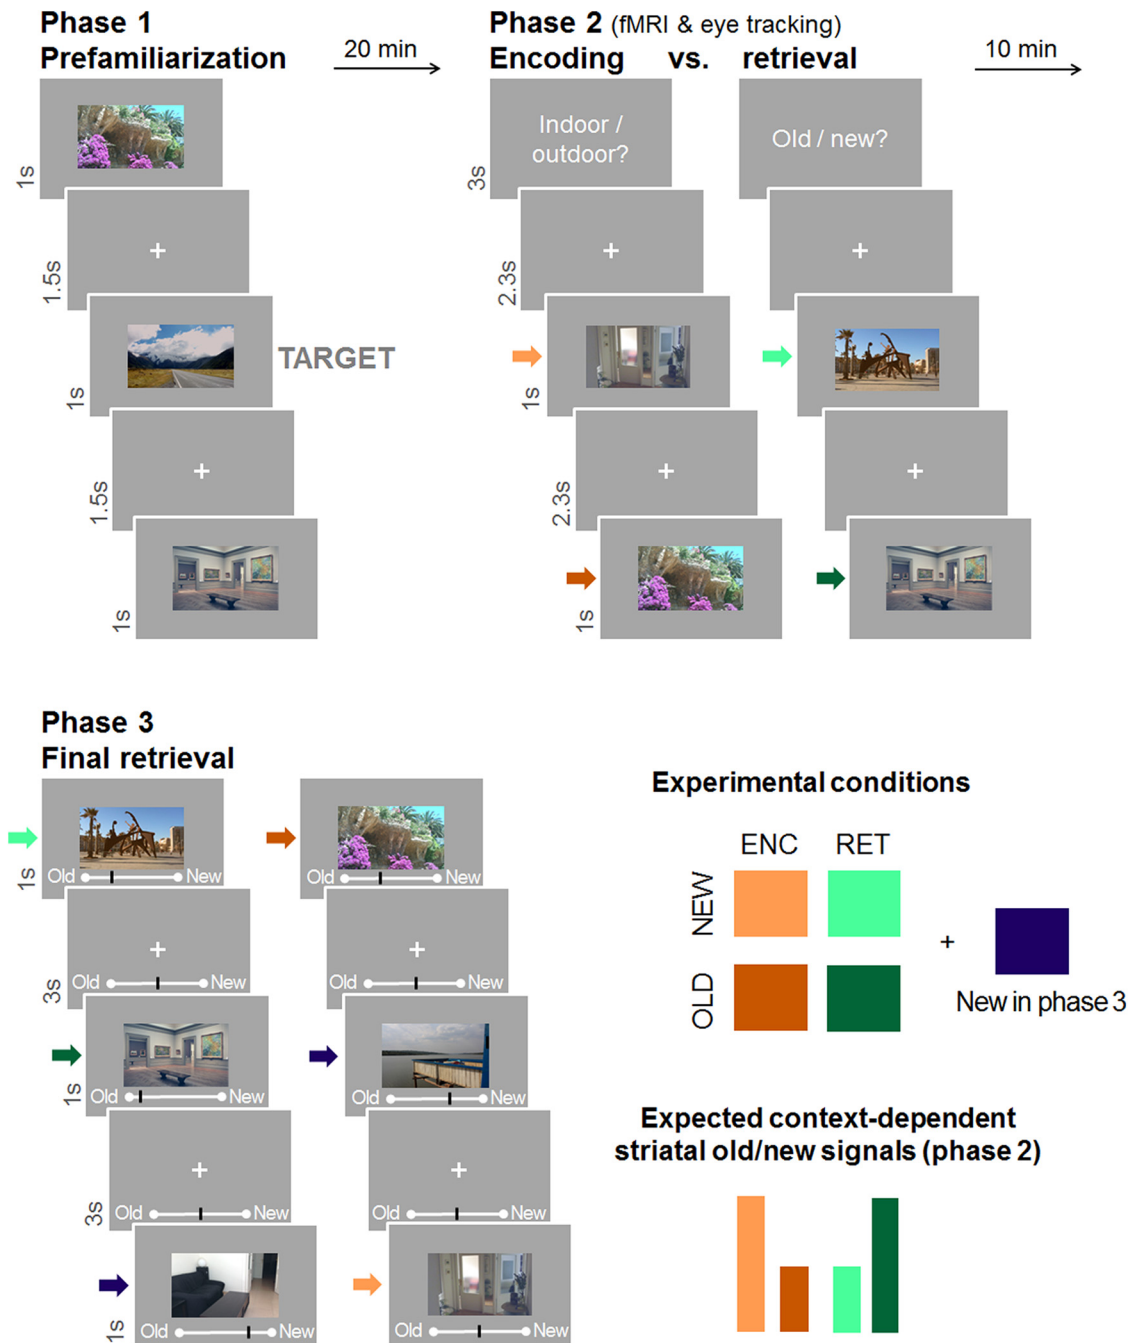 Phase 1
Prefamiliarization
20 min
Phase 2 (fMRI & eye tracking)
Encoding vs. retrieval
10 min
1s
1.5s
1s
TARGET
1.5s
1s
Indoor /
outdoor?
3s
2.3s
1s
2.3s
1s
Old / new?
Phase 3
Final retrieval
Old New
1s
Old New
3s
Old New
1s
Old New
3s
Old New
1s
Old New
Old New
Old New
Old New
Old New
Experimental conditions
ENC RET
NEW
OLD
+
New in phase 3
Expected context-dependent
striatal old/new signals (phase 2)